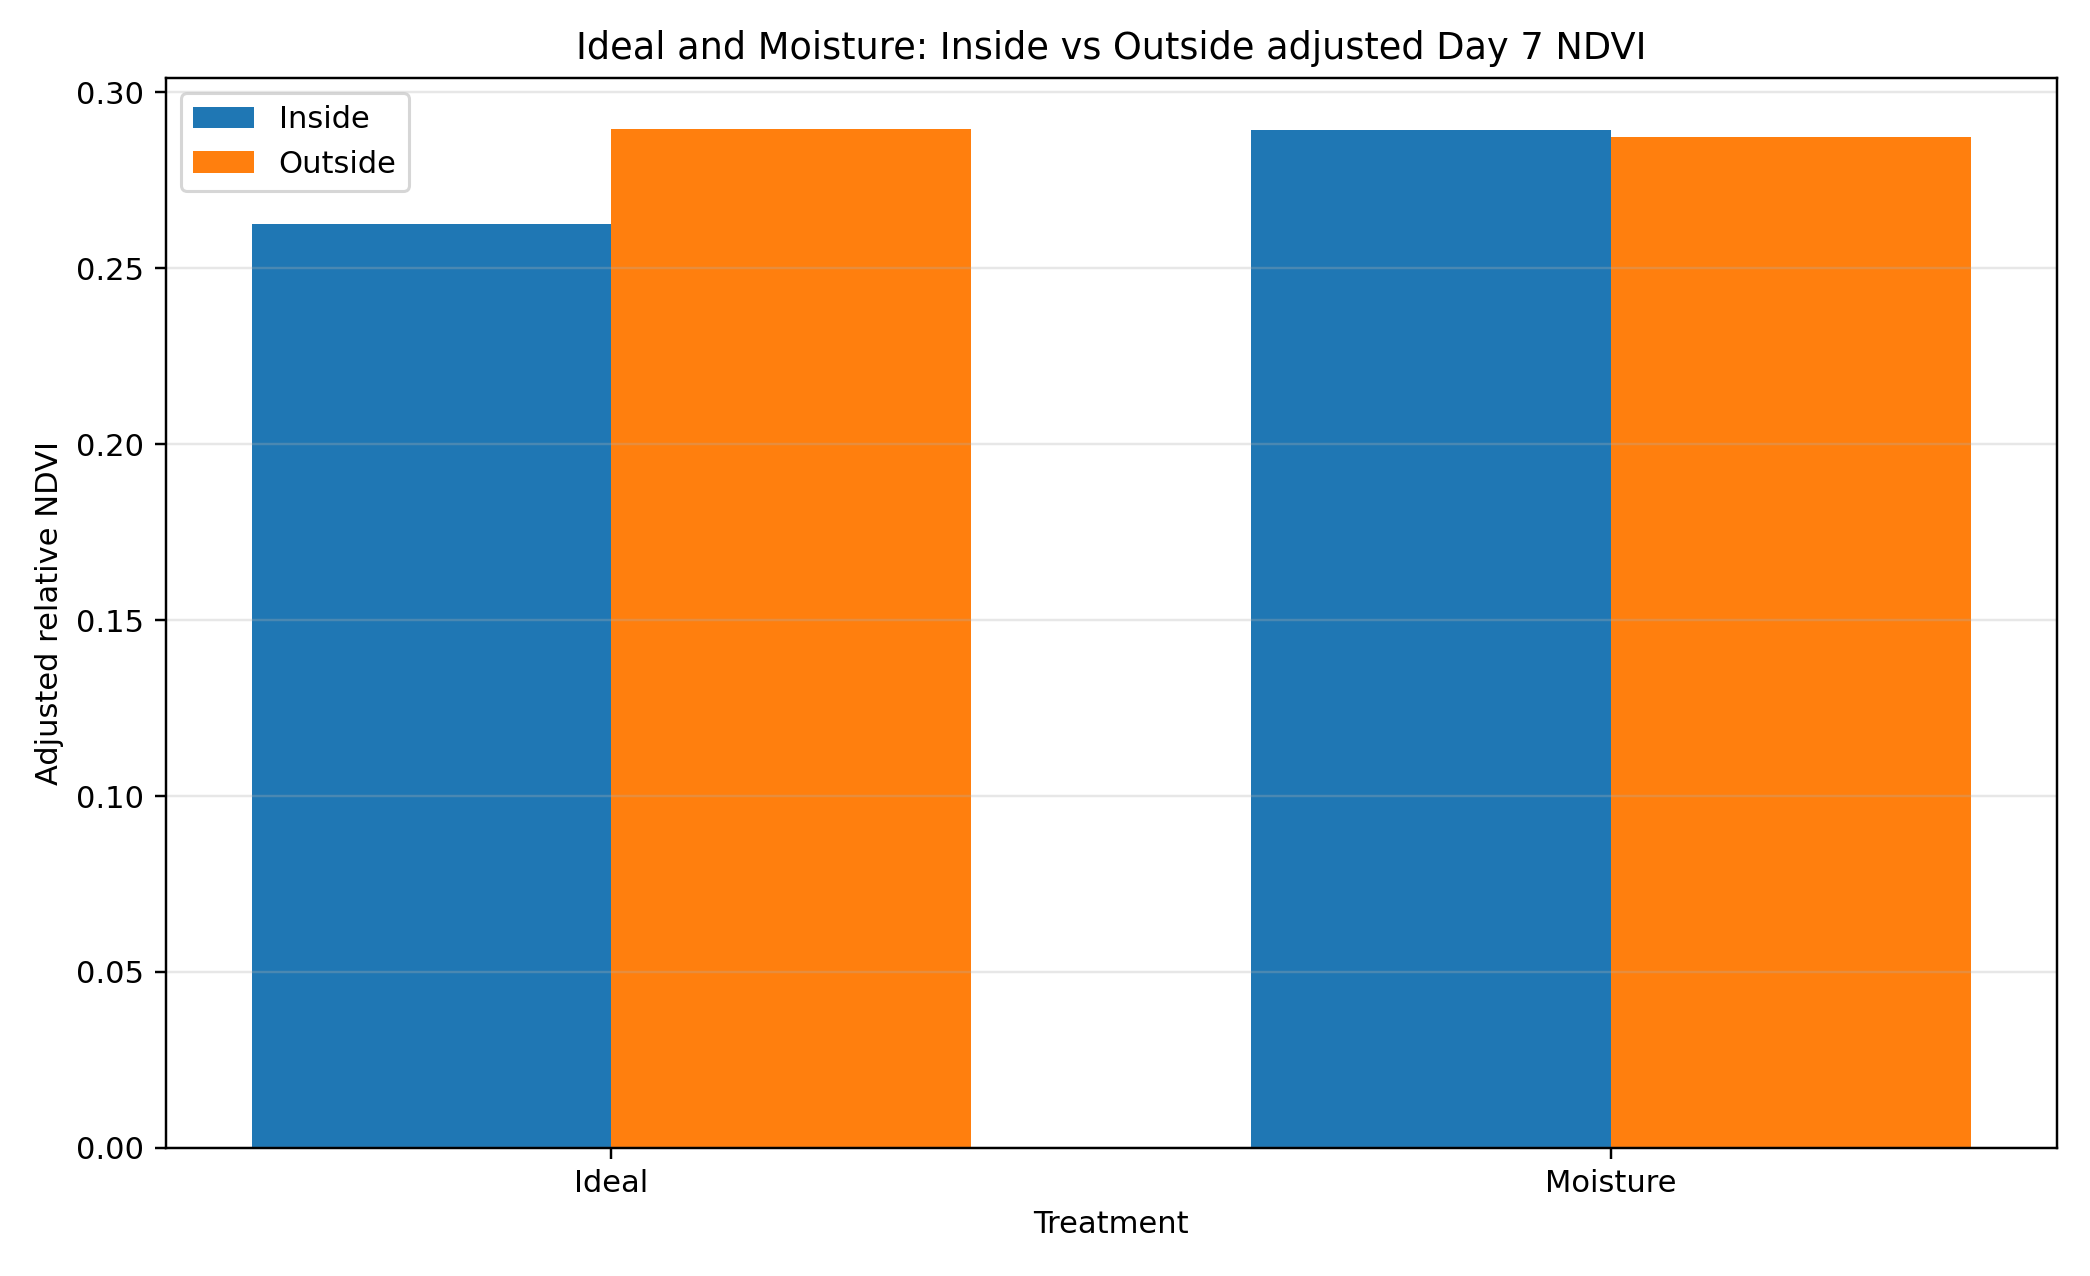 Ideal and Moisture: Inside vs Outside adjusted Day 7 NDVI
Inside
Outside
0.30
0.25
0.20
0.15
0.10
0.05
0.00
Adjusted relative NDVI
Ideal
Moisture
Treatment